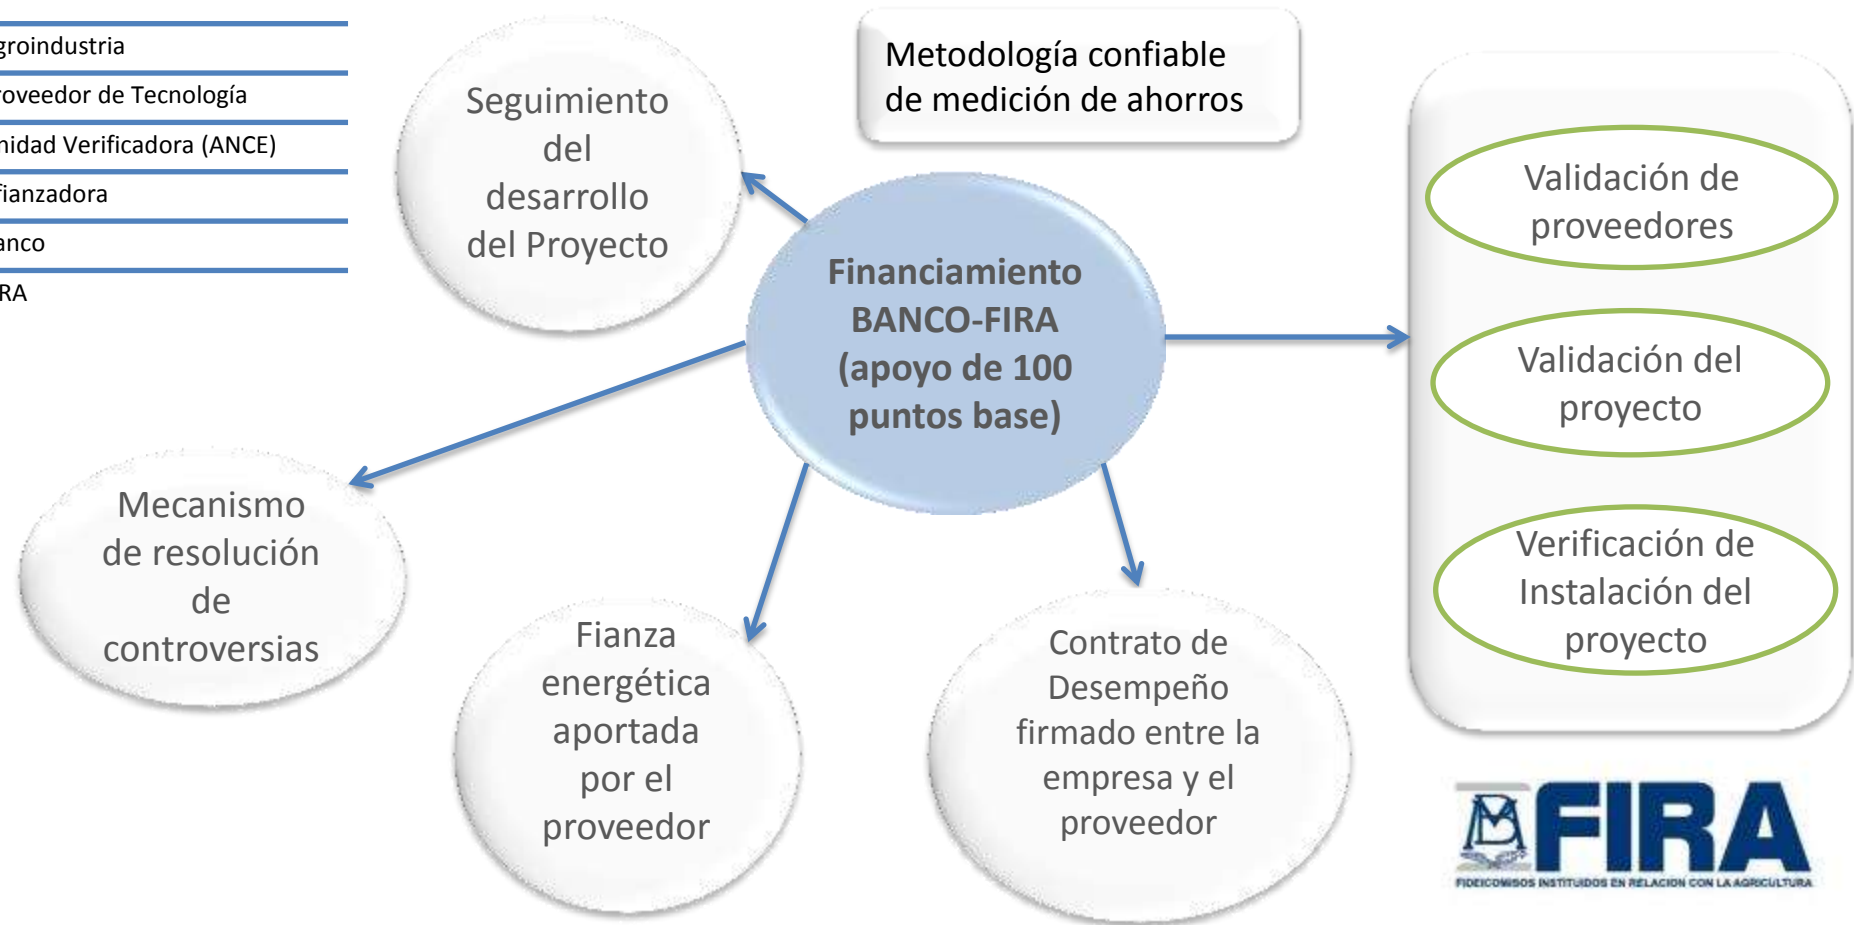 groindustria
roveedor de Tecnología
nidad Verificadora (ANCE)
fianzadora
anco
RA
Seguimiento
del
desarrollo
del Proyecto
Metodología confiable
de medición de ahorros
Financiamiento
BANCO-FIRA
(apoyo de 100
puntos base)
Validación de
proveedores
Validación del
proyecto
Verificación de
Instalación del
proyecto
Mecanismo
de resolución
de
controversias
Fianza
energética
aportada
por el
proveedor
Contrato de
Desempeño
firmado entre la
empresa y el
proveedor
FIRA
FIDEICOMISOS INSTITUIDOS EN RELACION CON LA AGRICULTURA